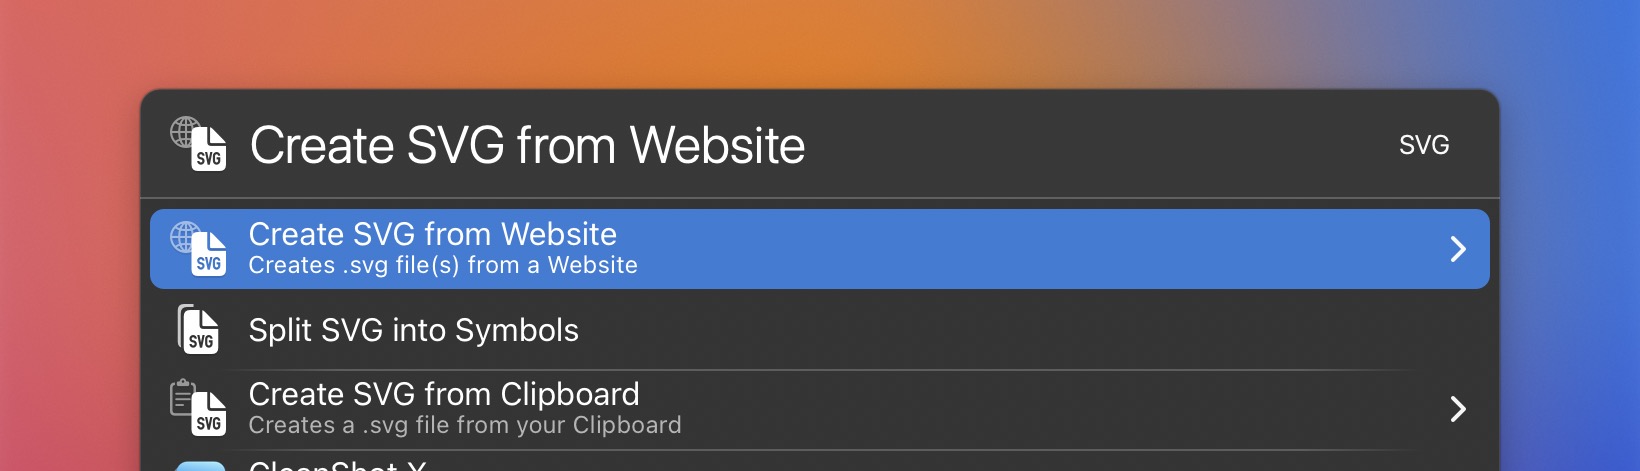 SVG
Create SVG from Website
SVG
SVG
Create SVG from Website
Creates .svg file(s) from a Website
SVG
Split SVG into Symbols
SVG
Create SVG from Clipboard
Creates a .svg file from your Clipboard
CleanShot X